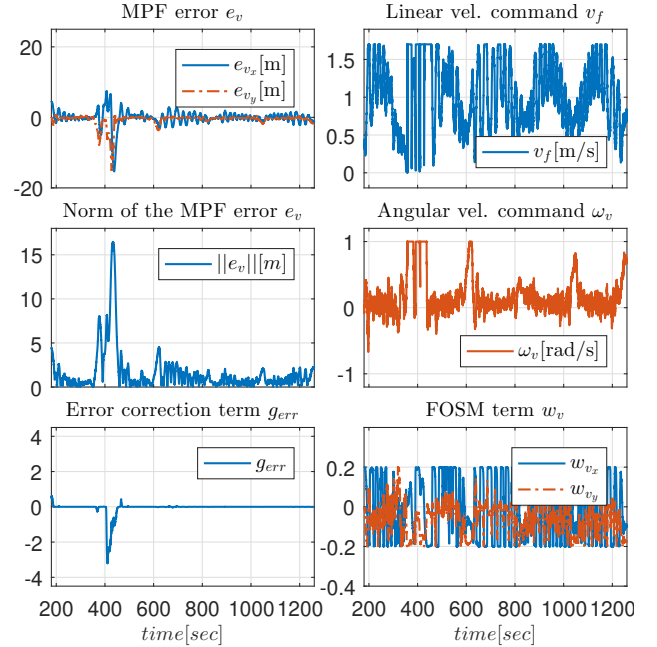 MPF error e_v
20
0
-20
e_{v_x}[m]
e_{v_y}[m]
Linear vel. command v_f
1.5
1
0.5
0
v_f[m/s]
Norm of the MPF error e_v
15
10
5
0
||e_v||[m]
Angular vel. command ω_v
1
0
-1
ω_v[rad/s]
Error correction term g_{err}
4
2
0
-2
-4
g_{err}
200 400 600 800 1000 1200
time[sec]
FOSM term w_v
0.2
0
-0.2
-0.4
w_{v_x}
w_{v_y}
200 400 600 800 1000 1200
time[sec]